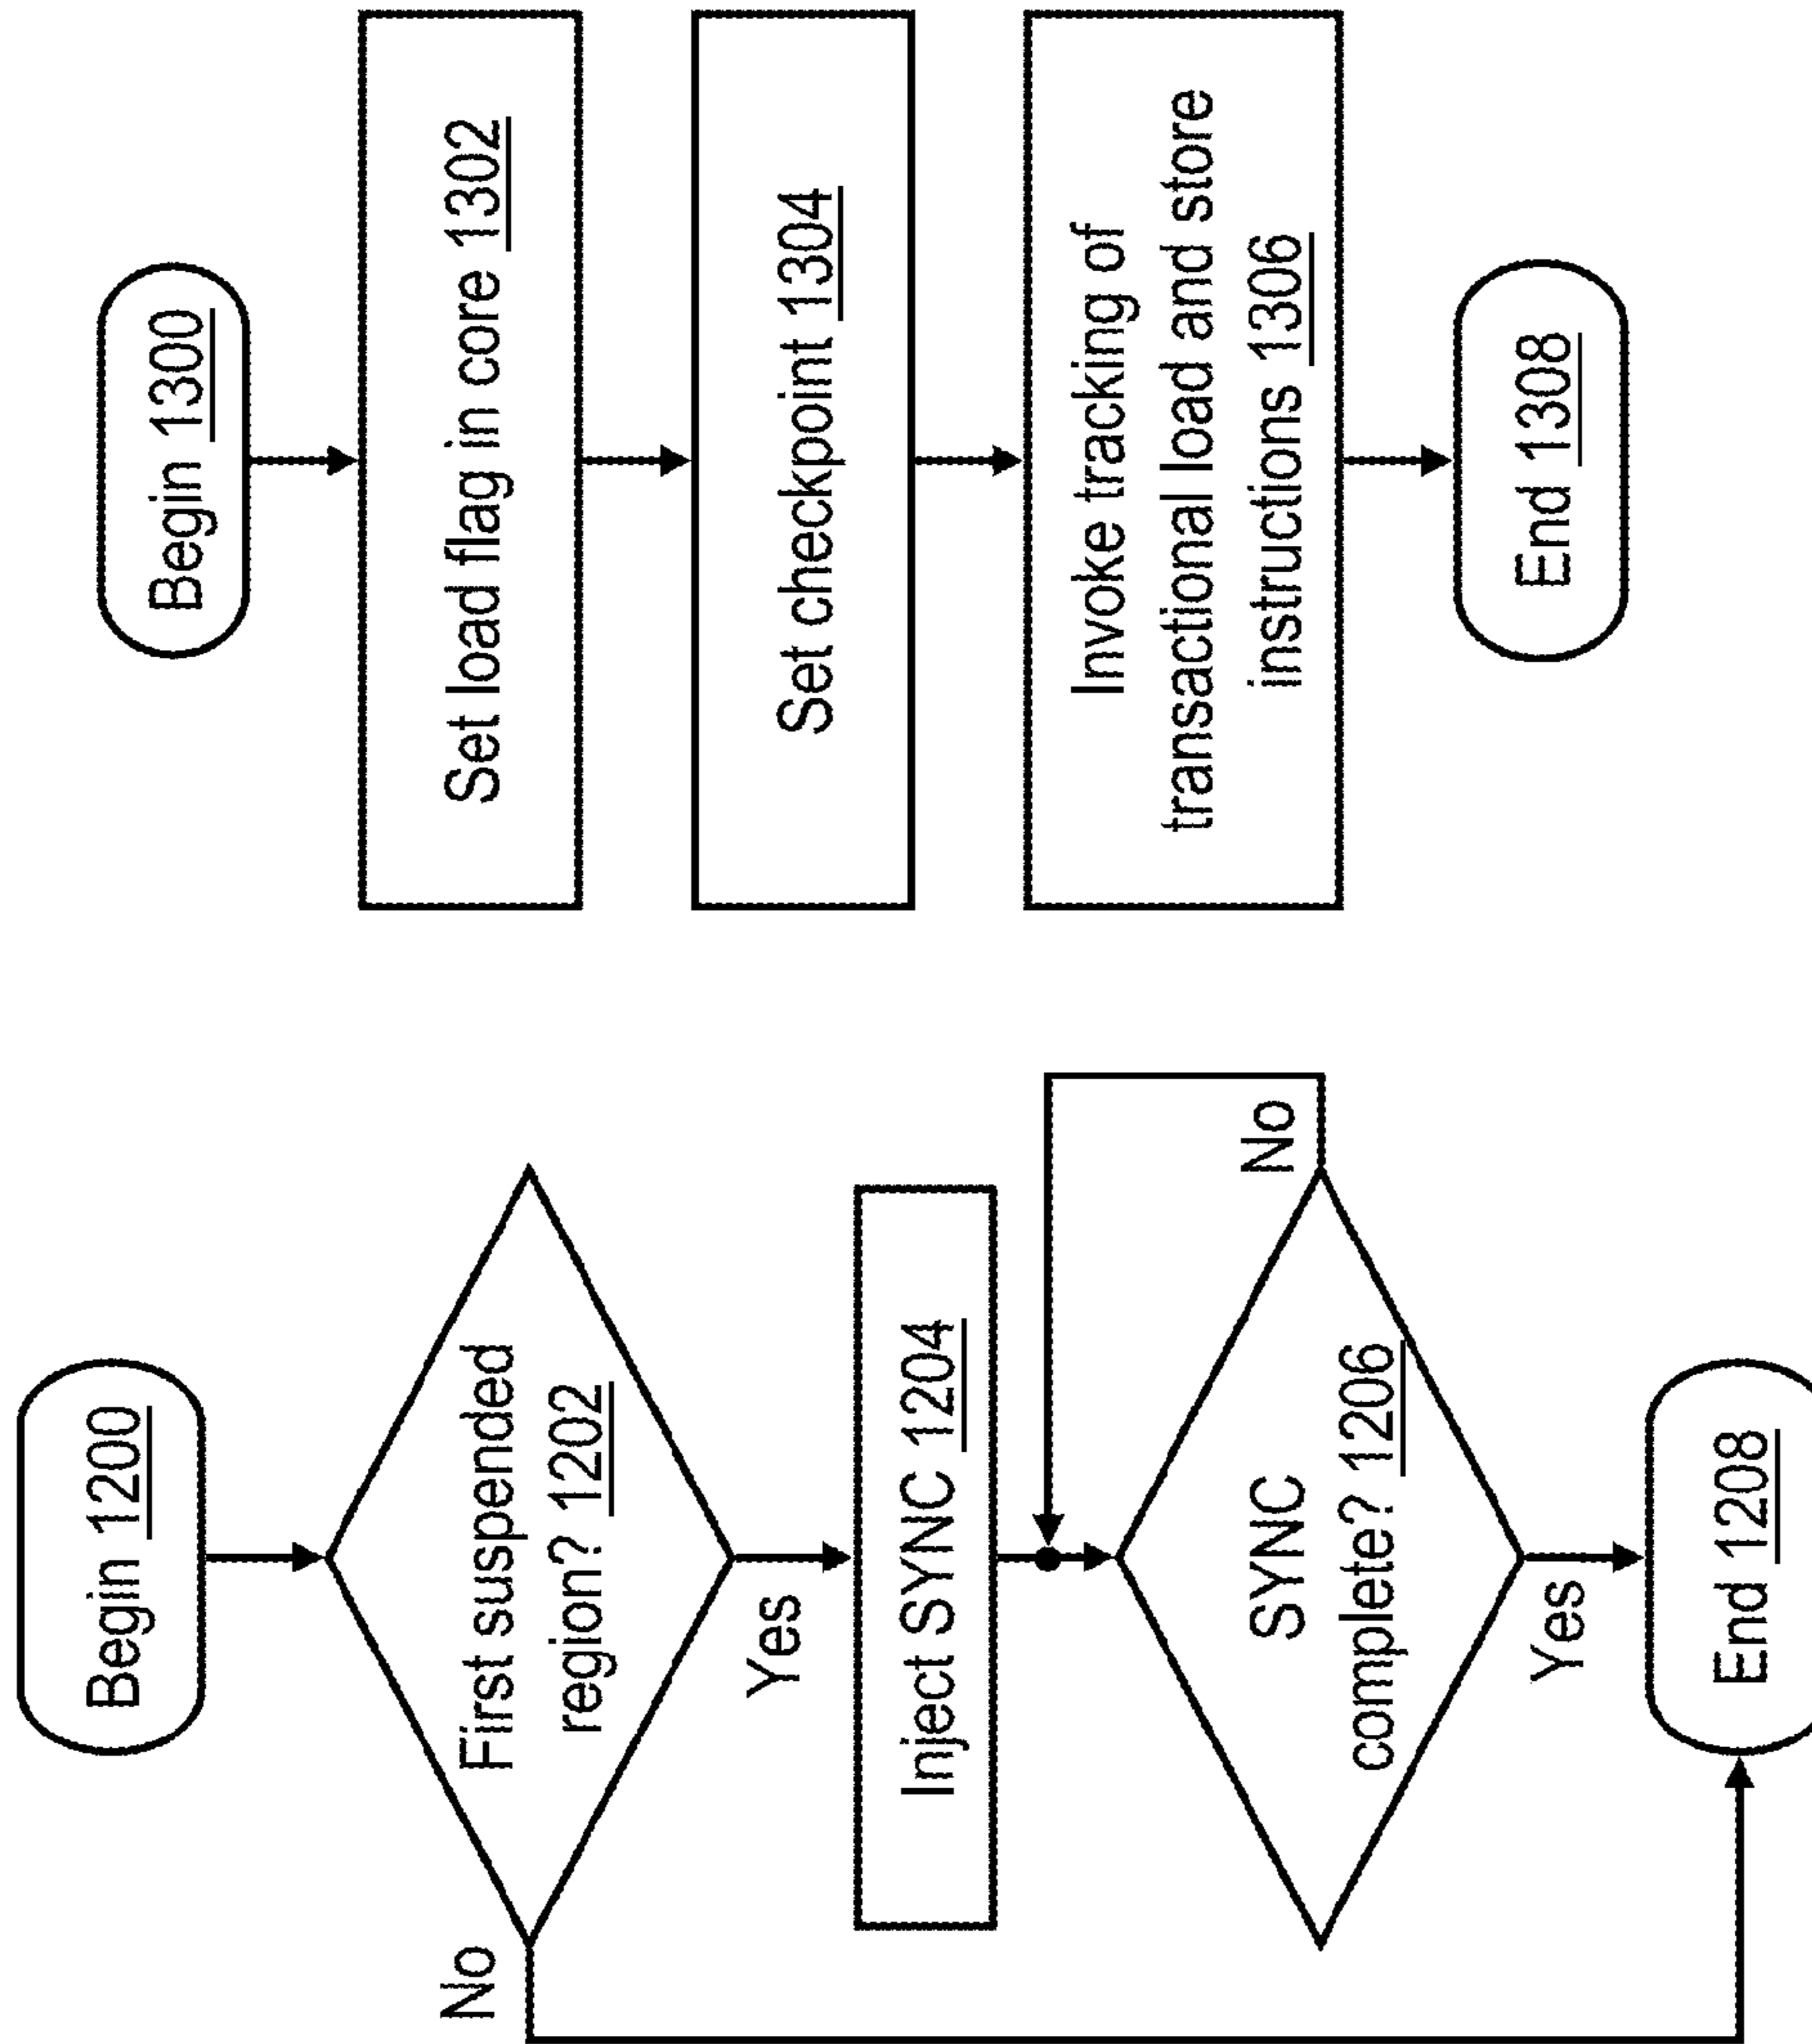 Begin 1200
First suspended
region? 1202
No
Yes
Inject SYNC 1204
SYNC
complete? 1206
No
Yes
End 1208
Begin 1300
Set load flag in core 1302
Set checkpoint 1304
Invoke tracking of
transactional load and store
instructions 1306
End 1308